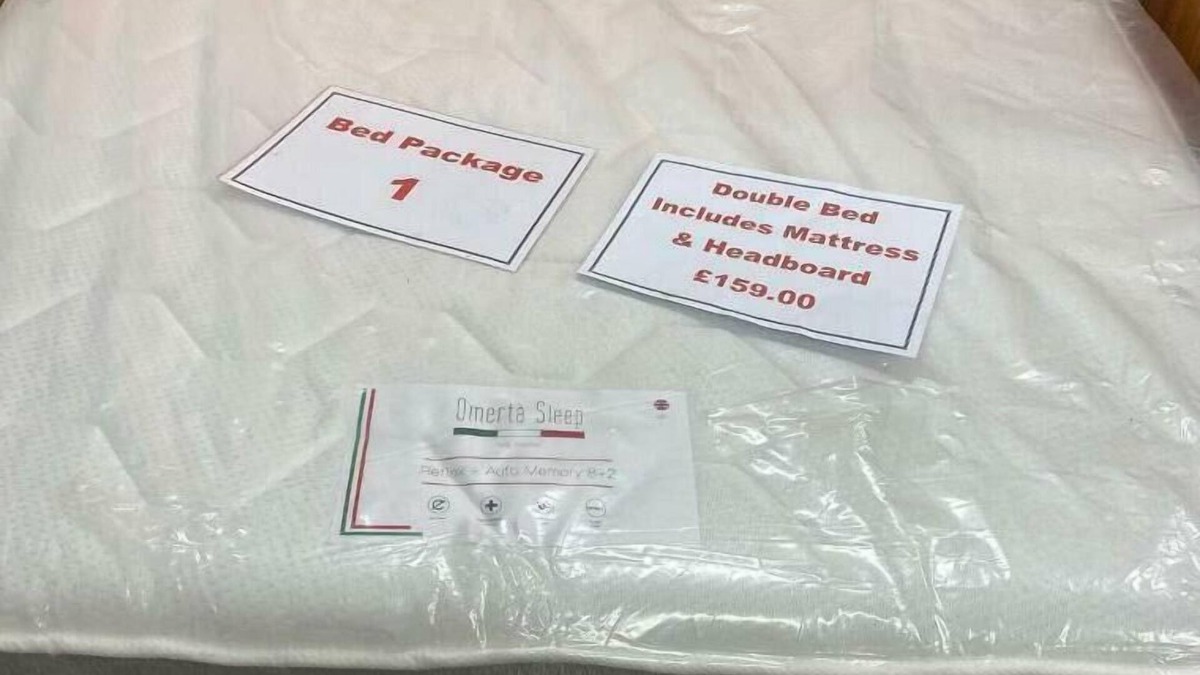 Bed Package
1
Double Bed
Includes Mattress
& Headboard
£159.00
Omerta Sleep
Reflex + Auto Memory 8+2